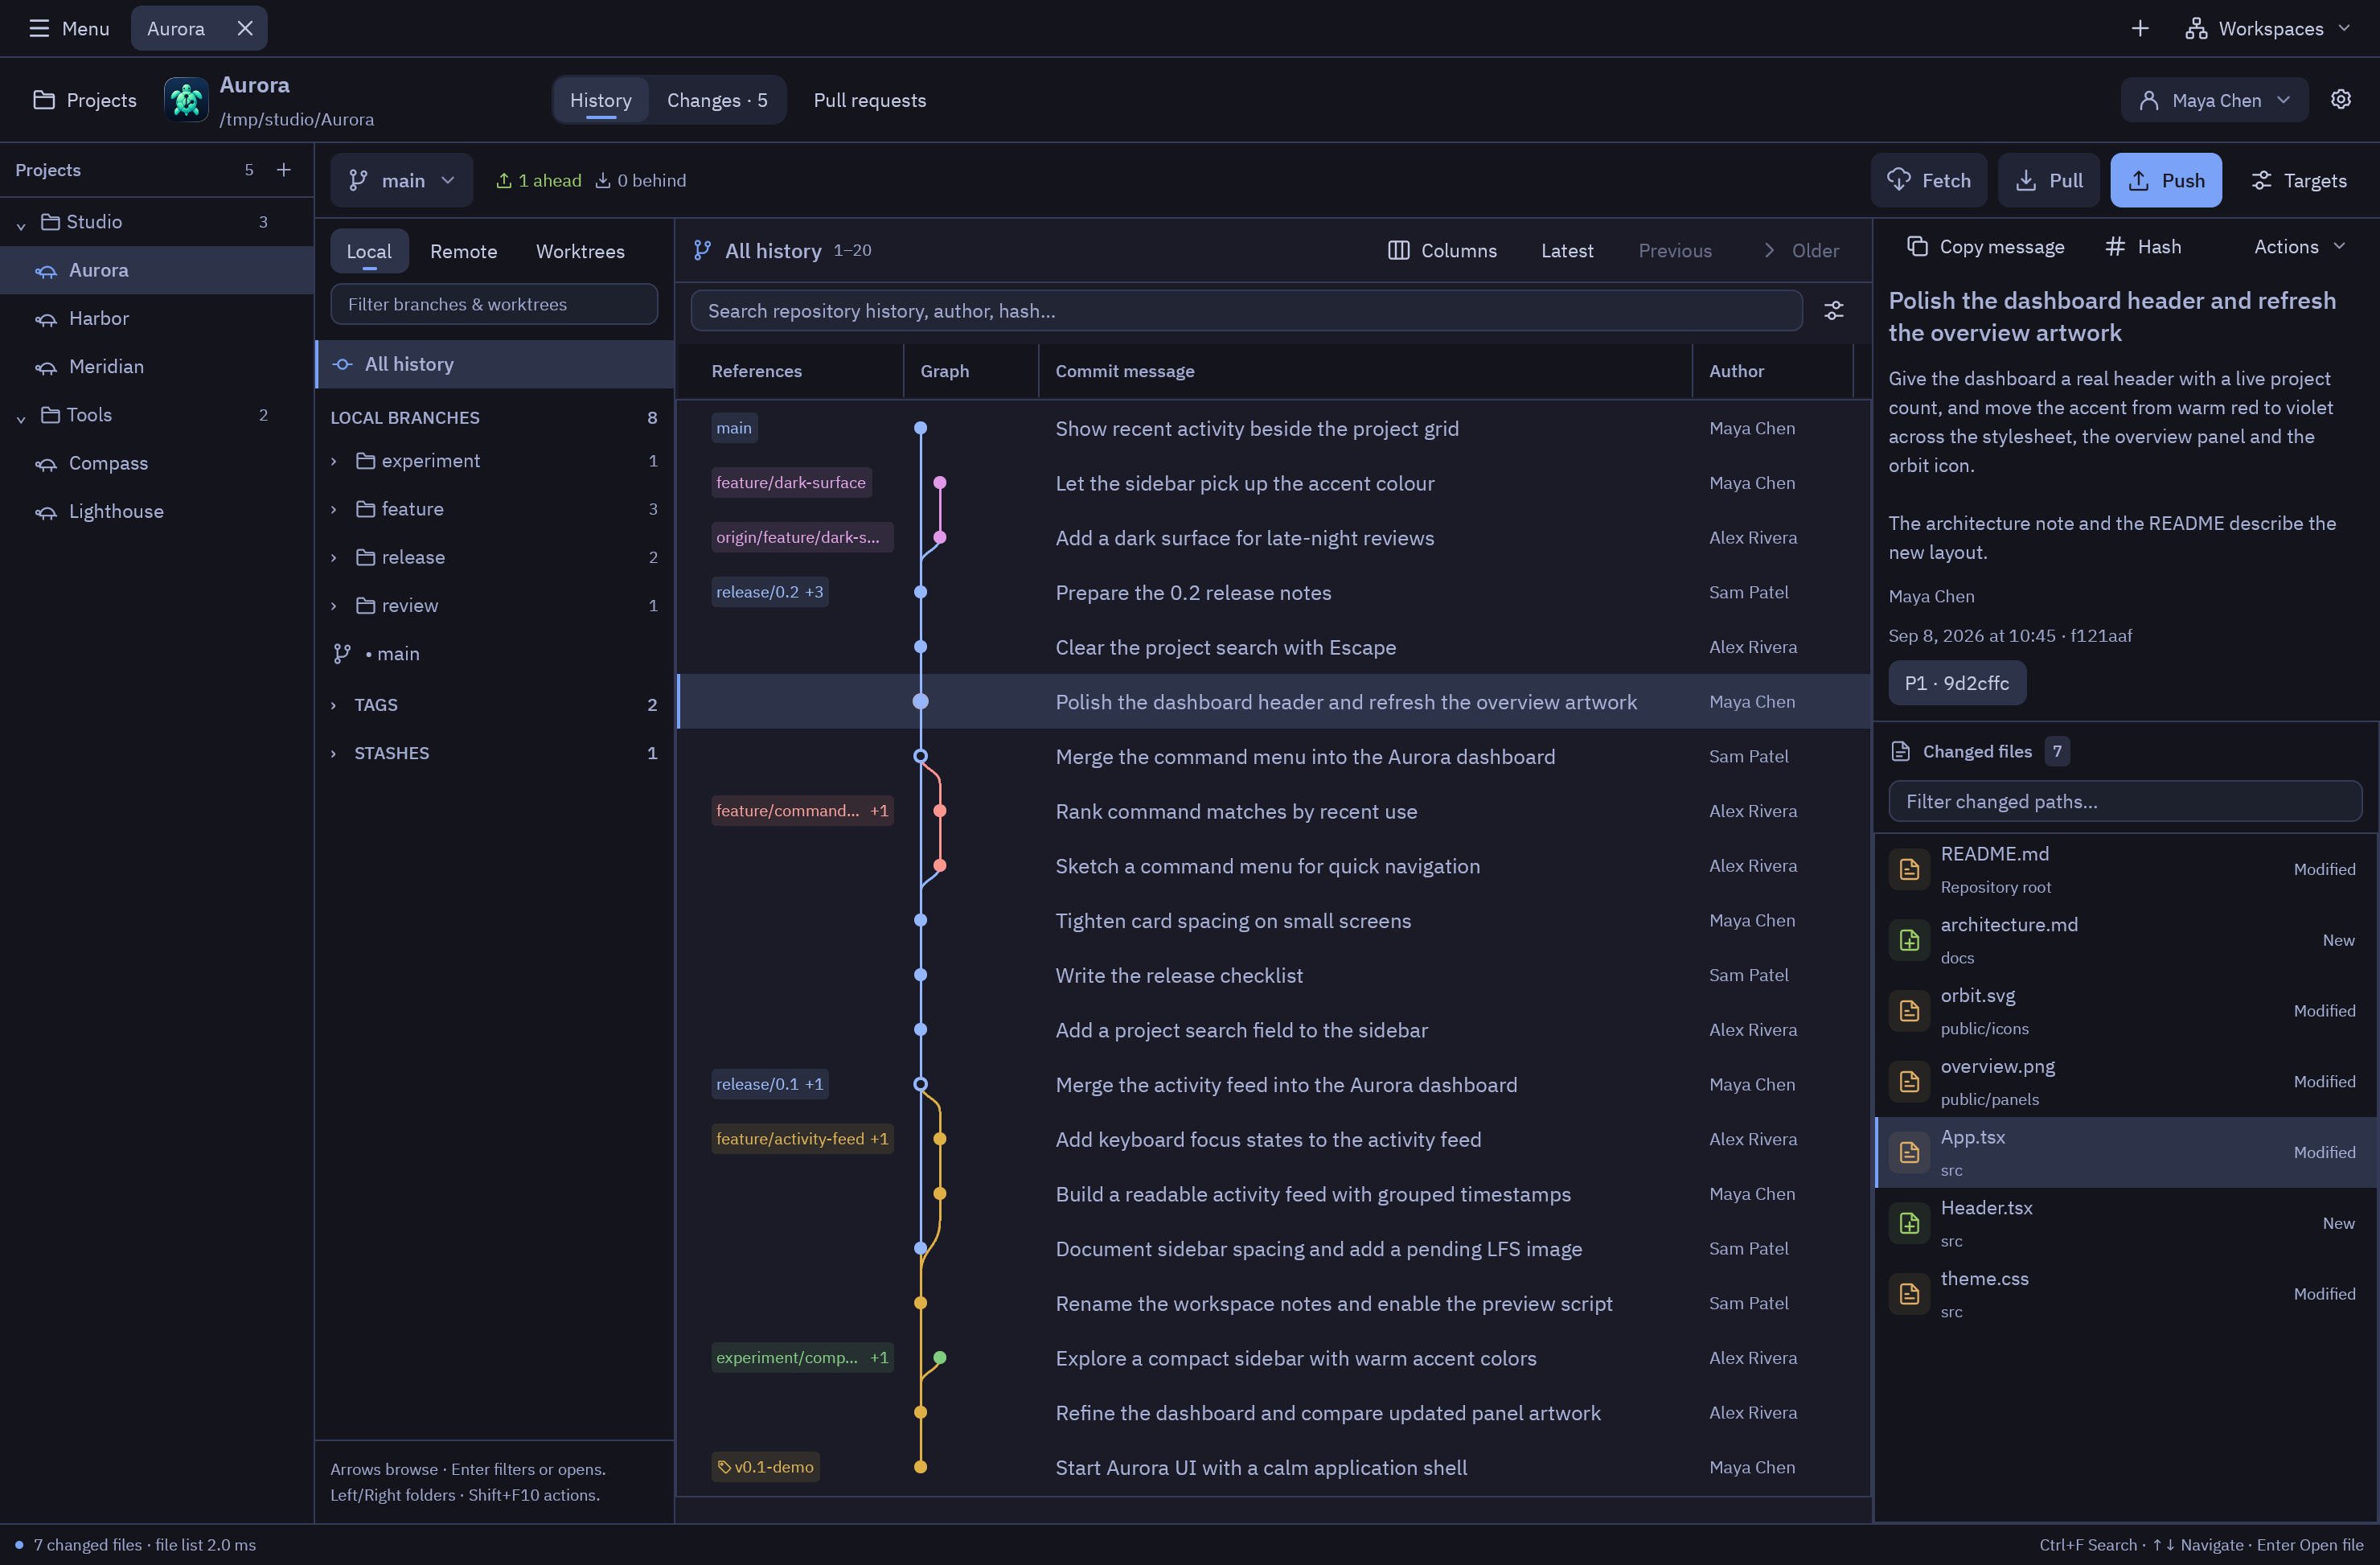 Menu
Aurora
Workspaces
Projects
Aurora
/tmp/studio/Aurora
History
Changes · 5
Pull requests
Maya Chen
Projects 5
Studio 3
Aurora
Harbor
Meridian
Tools 2
Compass
Lighthouse
main
1 ahead
0 behind
Fetch
Pull
Push
Targets
Local
Remote
Worktrees
Filter branches & worktrees
All history
LOCAL BRANCHES 8
experiment 1
feature 3
release 2
review 1
• main
TAGS 2
STASHES 1
Arrows browse · Enter filters or opens.
Left/Right folders · Shift+F10 actions.
All history 1–20
Columns
Latest
Previous
Older
Search repository history, author, hash...
References Graph Commit message Author
main Show recent activity beside the project grid Maya Chen
feature/dark-surface Let the sidebar pick up the accent colour Maya Chen
origin/feature/dark-s... Add a dark surface for late-night reviews Alex Rivera
release/0.2 +3 Prepare the 0.2 release notes Sam Patel
Clear the project search with Escape Alex Rivera
Polish the dashboard header and refresh the overview artwork Maya Chen
Merge the command menu into the Aurora dashboard Sam Patel
feature/command... +1 Rank command matches by recent use Alex Rivera
Sketch a command menu for quick navigation Alex Rivera
Tighten card spacing on small screens Maya Chen
Write the release checklist Sam Patel
Add a project search field to the sidebar Alex Rivera
release/0.1 +1 Merge the activity feed into the Aurora dashboard Maya Chen
feature/activity-feed +1 Add keyboard focus states to the activity feed Alex Rivera
Build a readable activity feed with grouped timestamps Maya Chen
Document sidebar spacing and add a pending LFS image Sam Patel
Rename the workspace notes and enable the preview script Sam Patel
experiment/comp... +1 Explore a compact sidebar with warm accent colors Alex Rivera
Refine the dashboard and compare updated panel artwork Alex Rivera
v0.1-demo Start Aurora UI with a calm application shell Maya Chen
Copy message
Hash
Actions
Polish the dashboard header and refresh
the overview artwork
Give the dashboard a real header with a live project
count, and move the accent from warm red to violet
across the stylesheet, the overview panel and the
orbit icon.
The architecture note and the README describe the
new layout.
Maya Chen
Sep 8, 2026 at 10:45 · f121aaf
P1 · 9d2cffc
Changed files 7
Filter changed paths...
README.md
Repository root
Modified
architecture.md
docs
New
orbit.svg
public/icons
Modified
overview.png
public/panels
Modified
App.tsx
src
Modified
Header.tsx
src
New
theme.css
src
Modified
7 changed files · file list 2.0 ms
Ctrl+F Search · ↑↓ Navigate · Enter Open file